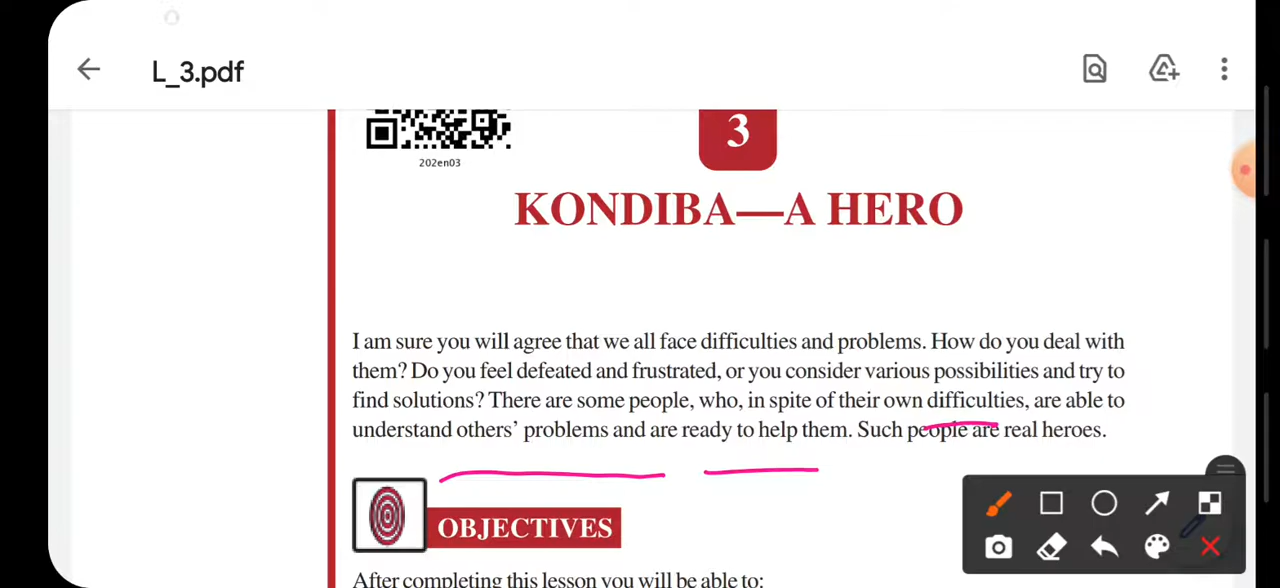 L_3.pdf
202en03
3
KONDIBA—A HERO
I am sure you will agree that we all face difficulties and problems. How do you deal with
them? Do you feel defeated and frustrated, or you consider various possibilities and try to
find solutions? There are some people, who, in spite of their own difficulties, are able to
understand others’ problems and are ready to help them. Such people are real heroes.
OBJECTIVES
After completing this lesson you will be able to: